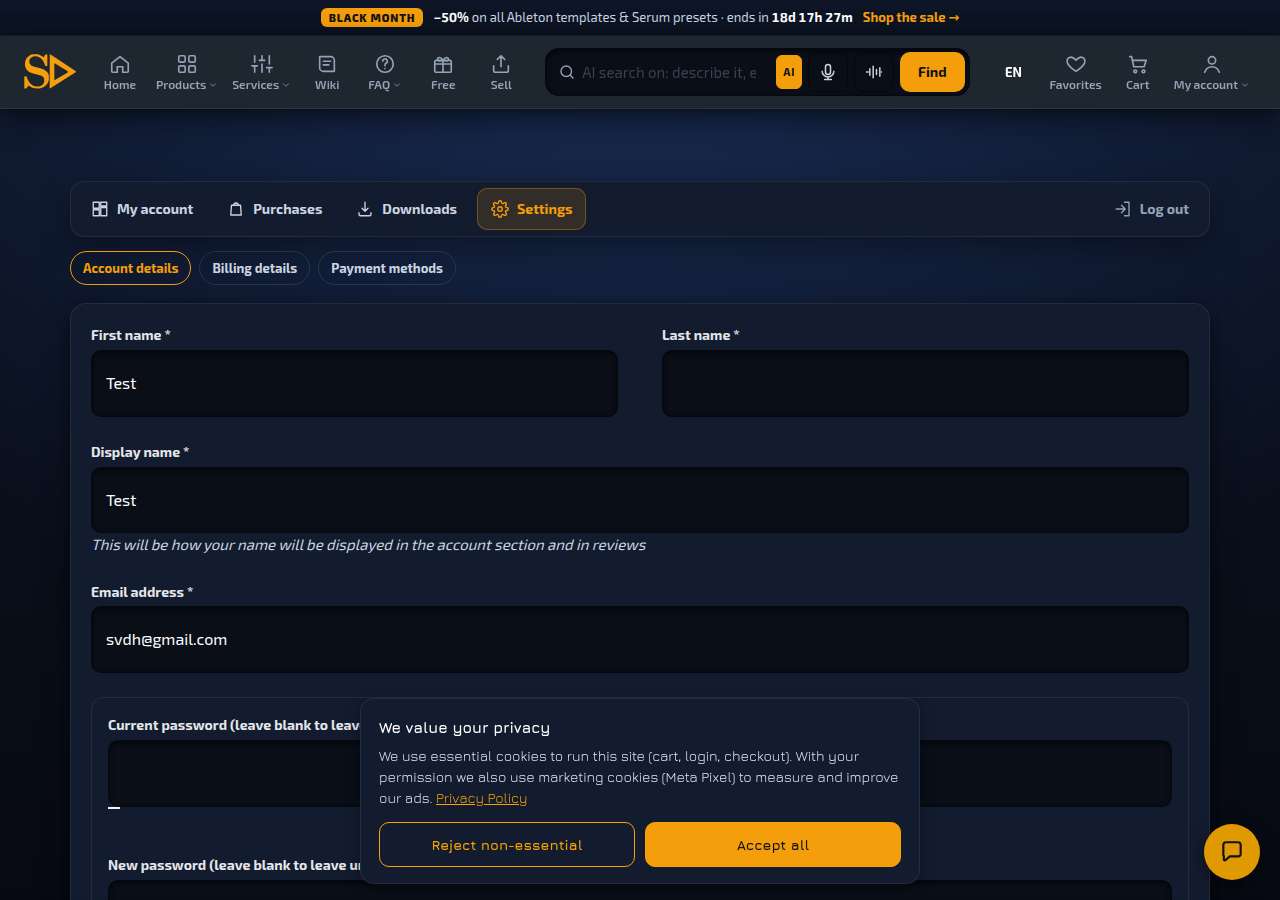 BLACK MONTH −50% on all Ableton templates & Serum presets · ends in 18d 17h 27m Shop the sale →
S Home Products Services Wiki FAQ Free Sell AI search on: describe it, e AI Find EN Favorites Cart My account
My account Purchases Downloads Settings Log out
Account details Billing details Payment methods
First name * Last name *
Test
Display name *
Test
This will be how your name will be displayed in the account section and in reviews
Email address *
svdh@gmail.com
Current password (leave blank to leav
We value your privacy
We use essential cookies to run this site (cart, login, checkout). With your
permission we also use marketing cookies (Meta Pixel) to measure and improve
our ads. Privacy Policy
Reject non-essential Accept all
New password (leave blank to leave u